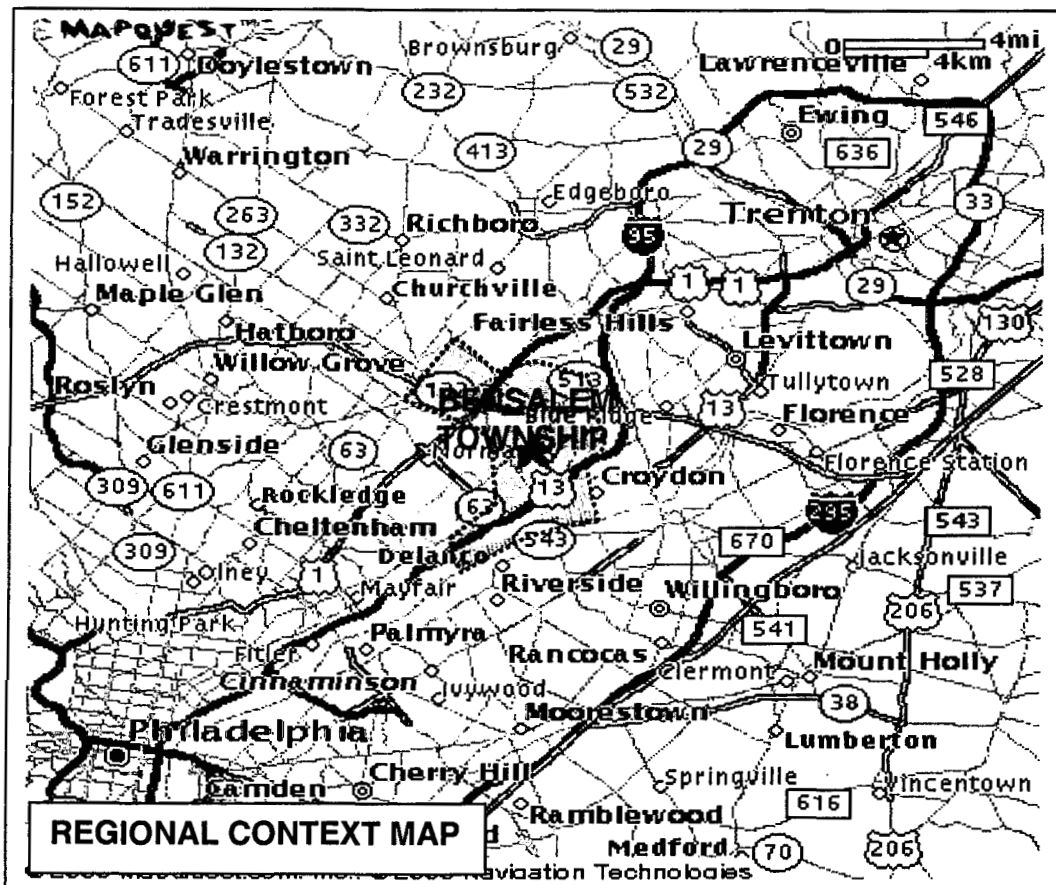 MAPQUEST
Brownsburg
29
0
4mi
4km
611
Doylestown
Lawrenceville
Forest Park
232
532
Tradesville
Ewing
546
Warrington
413
29
636
152
Edgeboro
263
332
Richboro
Trenton
33
132
95
Saint Leonard
Hallowell
Churchville
1
1
29
Maple Glen
Fairless Hills
130
Hatboro
Levittown
Willow Grove
Roslyn
513
Tullytown
528
Crestmont
BENSALEM
13
Florence
TOWNSHIP
Glenside
63
Florence Station
309
611
Rockledge
13
Croydon
63
295
Cheltenham
543
543
309
Delanco
670
Jacksonville
1
Mayfair
Riverside
Willingboro
537
206
Hunting Park
541
Palmyra
Fitler
Rancocas
Clermont
Mount Holly
Cinnaminson
Ivywood
38
Moorestown
Philadelphia
Lumberton
Cherry Hill
Springville
Vincentown
Camden
616
Ramblewood
REGIONAL CONTEXT MAP
Medford
70
206
Navigation Technologies